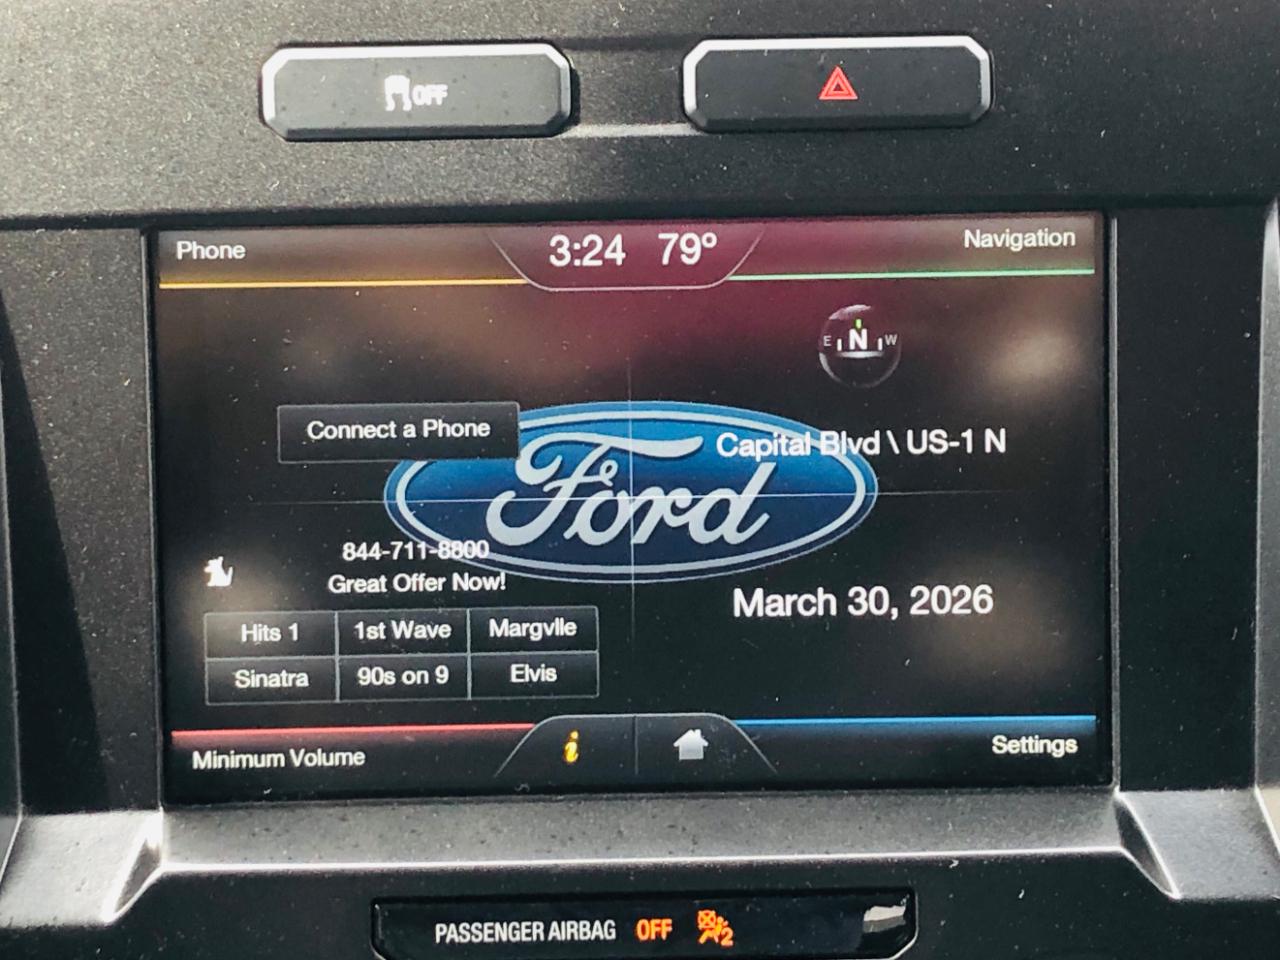 OFF
Phone
3:24 79°
Navigation
E N W
Connect a Phone
Ford
Capital Blvd \ US-1 N
844-711-8800
Great Offer Now!
March 30, 2026
Hits 1 1st Wave Margvlle
Sinatra 90s on 9 Elvis
Minimum Volume
i
Settings
PASSENGER AIRBAG OFF 2